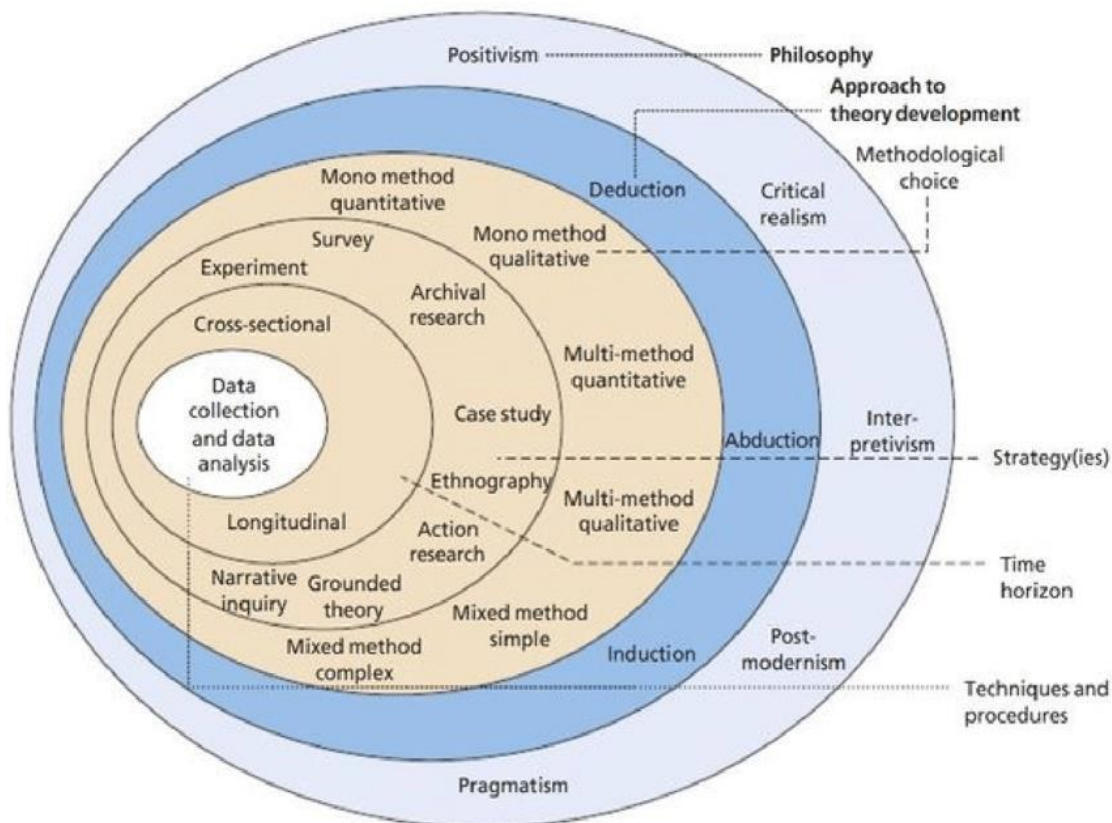 Positivism
Philosophy
Approach to
theory development
Methodological
choice
Mono method
quantitative
Deduction
Critical
realism
Survey
Mono method
qualitative
Experiment
Archival
research
Cross-sectional
Multi-method
quantitative
Data
collection
and data
analysis
Case study
Abduction
Inter-
pretivism
Strategy(ies)
Ethnography
Multi-method
qualitative
Longitudinal
Action
research
Time
horizon
Narrative
inquiry
Grounded
theory
Mixed method
simple
Mixed method
complex
Induction
Post-
modernism
Techniques and
procedures
Pragmatism